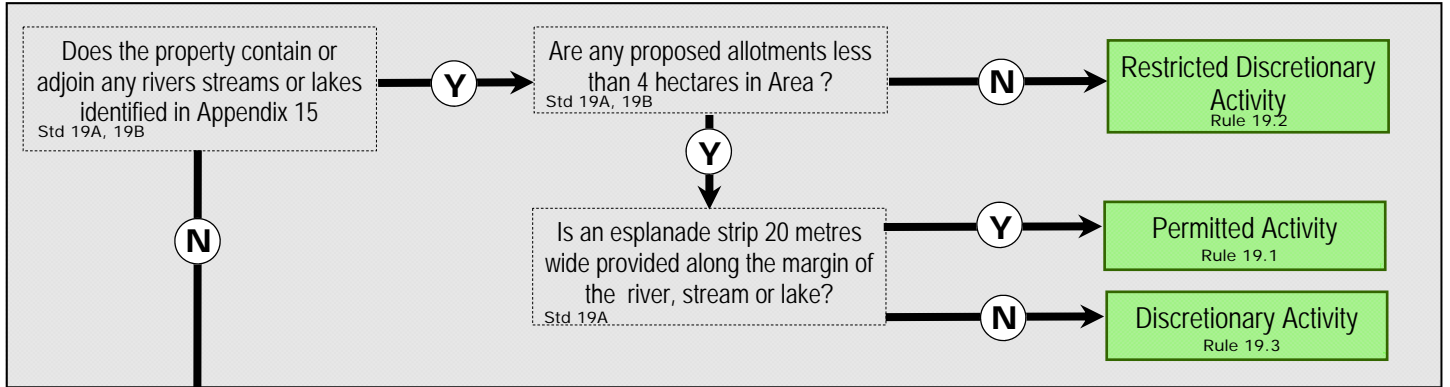 Does the property contain or
adjoin any rivers streams or lakes
identified in Appendix 15
Std 19A, 19B
Y
Are any proposed allotments less
than 4 hectares in Area ?
Std 19A, 19B
N
Restricted Discretionary
Activity
Rule 19.2
Y
N
Is an esplanade strip 20 metres
wide provided along the margin of
the river, stream or lake?
Std 19A
Y
Permitted Activity
Rule 19.1
N
Discretionary Activity
Rule 19.3